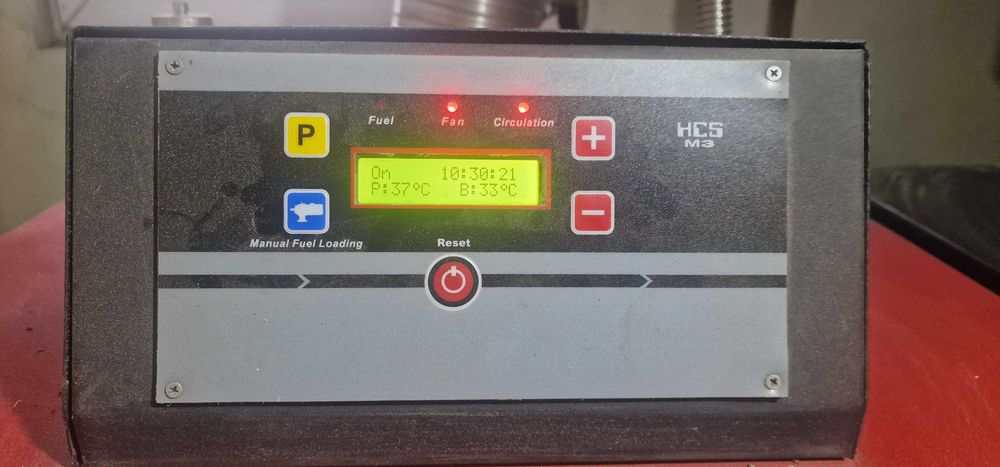 Fuel
Fan
Circulation
P
HCS
M3
On 10:30:21
P:37°C B:33°C
Manual Fuel Loading
Reset